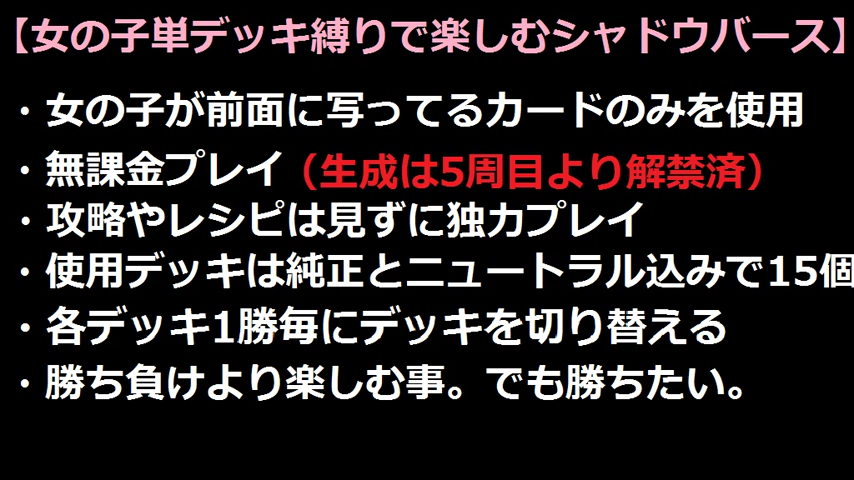 【女の子単デッキ縛りで楽しむシャドウバース】
・女の子が前面に写ってるカードのみを使用
・無課金プレイ（生成は5周目より解禁済）
・攻略やレシピは見ずに独力プレイ
・使用デッキは純正とニュートラル込みで15個
・各デッキ1勝毎にデッキを切り替える
・勝ち負けより楽しむ事。でも勝ちたい。